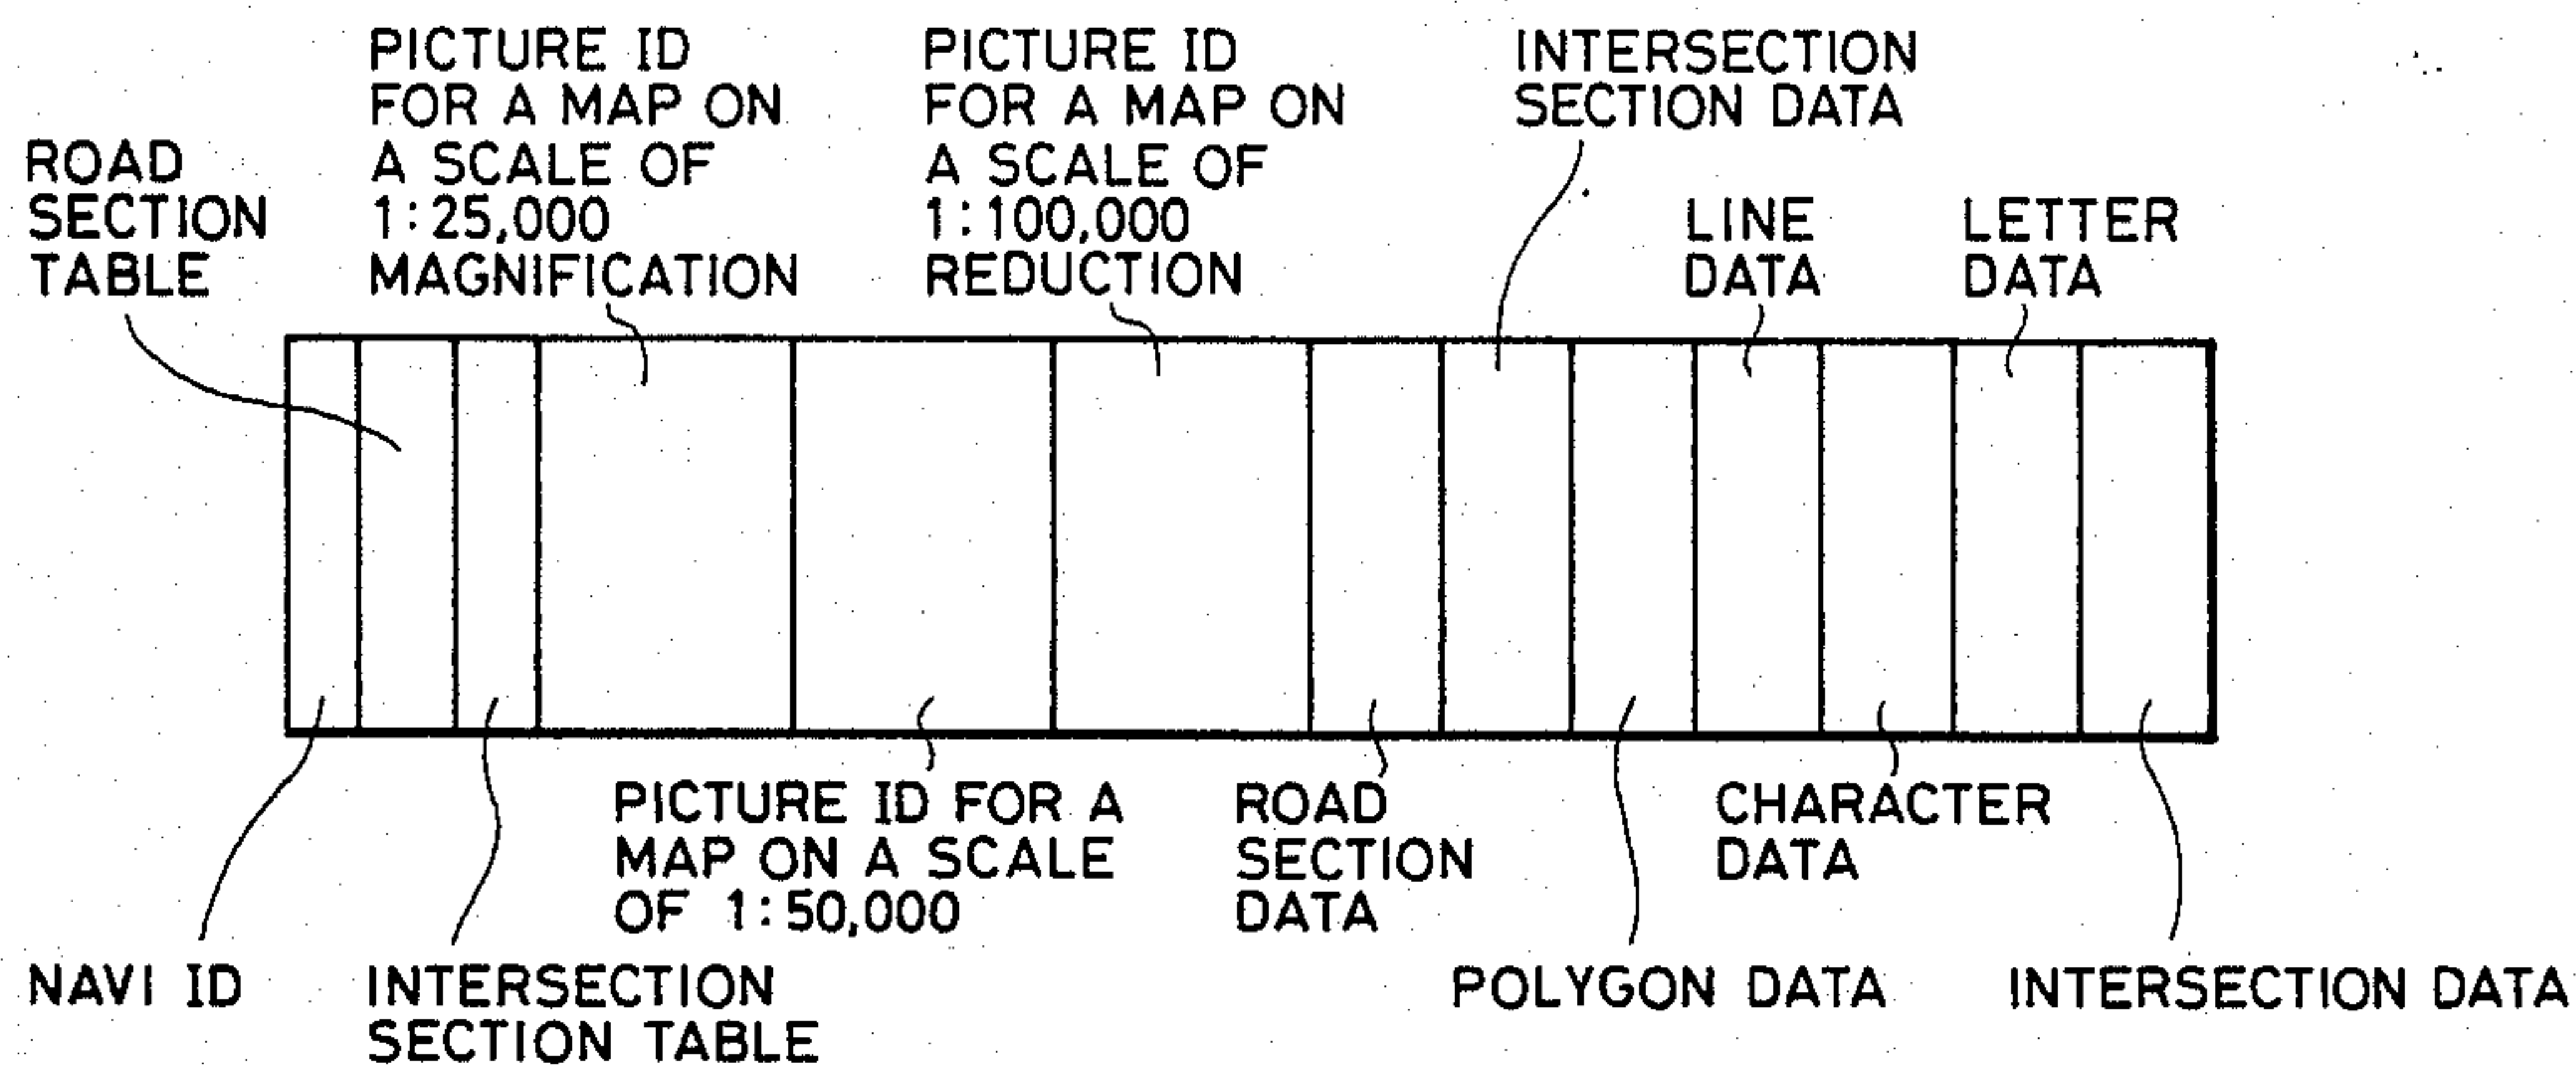 PICTURE ID
FOR A MAP ON
A SCALE OF
1:25,000
MAGNIFICATION
PICTURE ID
FOR A MAP ON
A SCALE OF
1:100,000
REDUCTION
INTERSECTION
SECTION DATA
ROAD
SECTION
TABLE
LINE
DATA
LETTER
DATA
PICTURE ID FOR A
MAP ON A SCALE
OF 1:50,000
ROAD
SECTION
DATA
CHARACTER
DATA
NAVI ID
INTERSECTION
SECTION TABLE
POLYGON DATA
INTERSECTION DATA